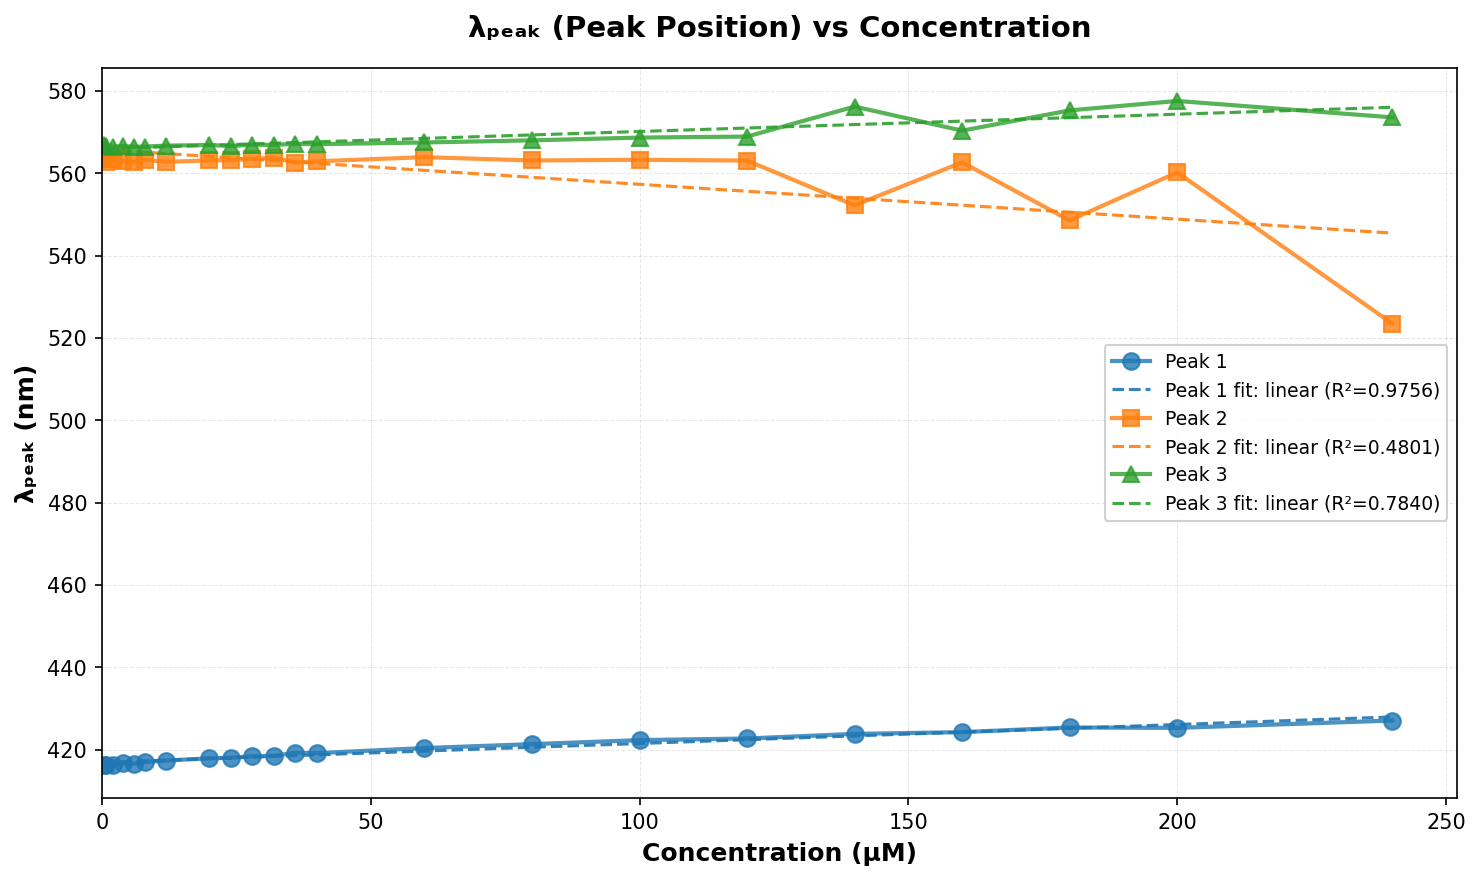 λₚₑₐₖ (Peak Position) vs Concentration
λₚₑₐₖ (nm)
580
560
540
520
500
480
460
440
420
Peak 1
Peak 1 fit: linear (R²=0.9756)
Peak 2
Peak 2 fit: linear (R²=0.4801)
Peak 3
Peak 3 fit: linear (R²=0.7840)
0 50 100 150 200 250
Concentration (µM)